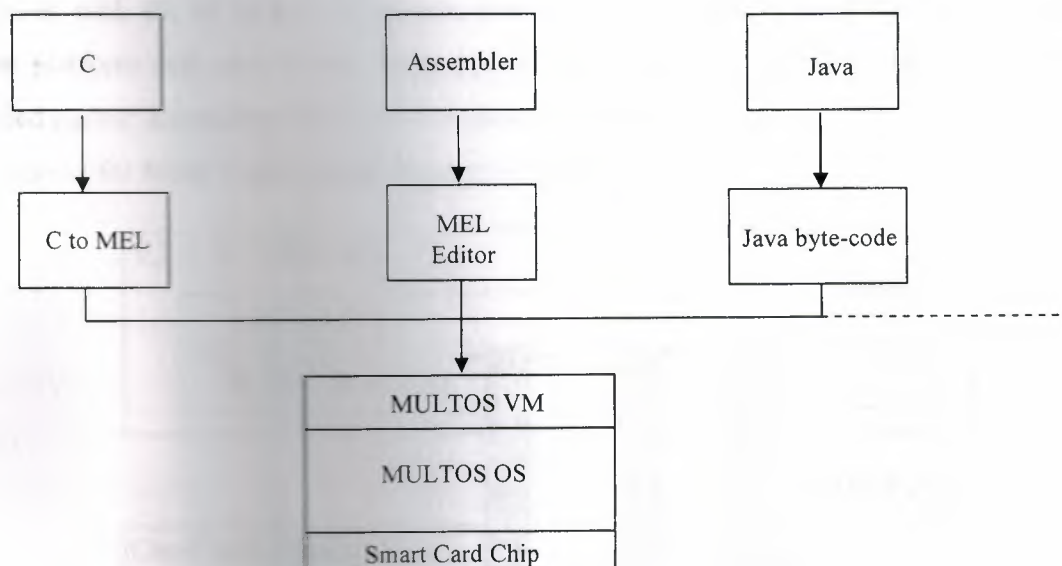 C
Assembler
Java
C to MEL
MEL
Editor
Java byte-code
MULTOS VM
MULTOS OS
Smart Card Chip